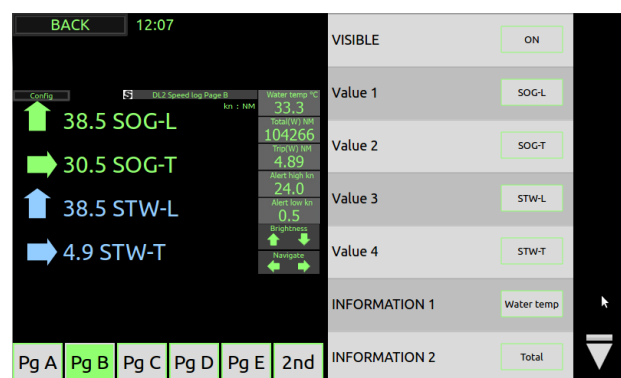 BACK 12:07
Config S DL2 Speed log Page B
kn : NM
38.5 SOG-L
30.5 SOG-T
38.5 STW-L
4.9 STW-T
Water temp °C
33.3
Total(W) NM
104266
Trip(W) NM
4.89
Alert high kn
24.0
Alert low kn
0.5
Brightness
Navigate
Pg A Pg B Pg C Pg D Pg E 2nd
VISIBLE ON
Value 1 SOG-L
Value 2 SOG-T
Value 3 STW-L
Value 4 STW-T
INFORMATION 1 Water temp
INFORMATION 2 Total